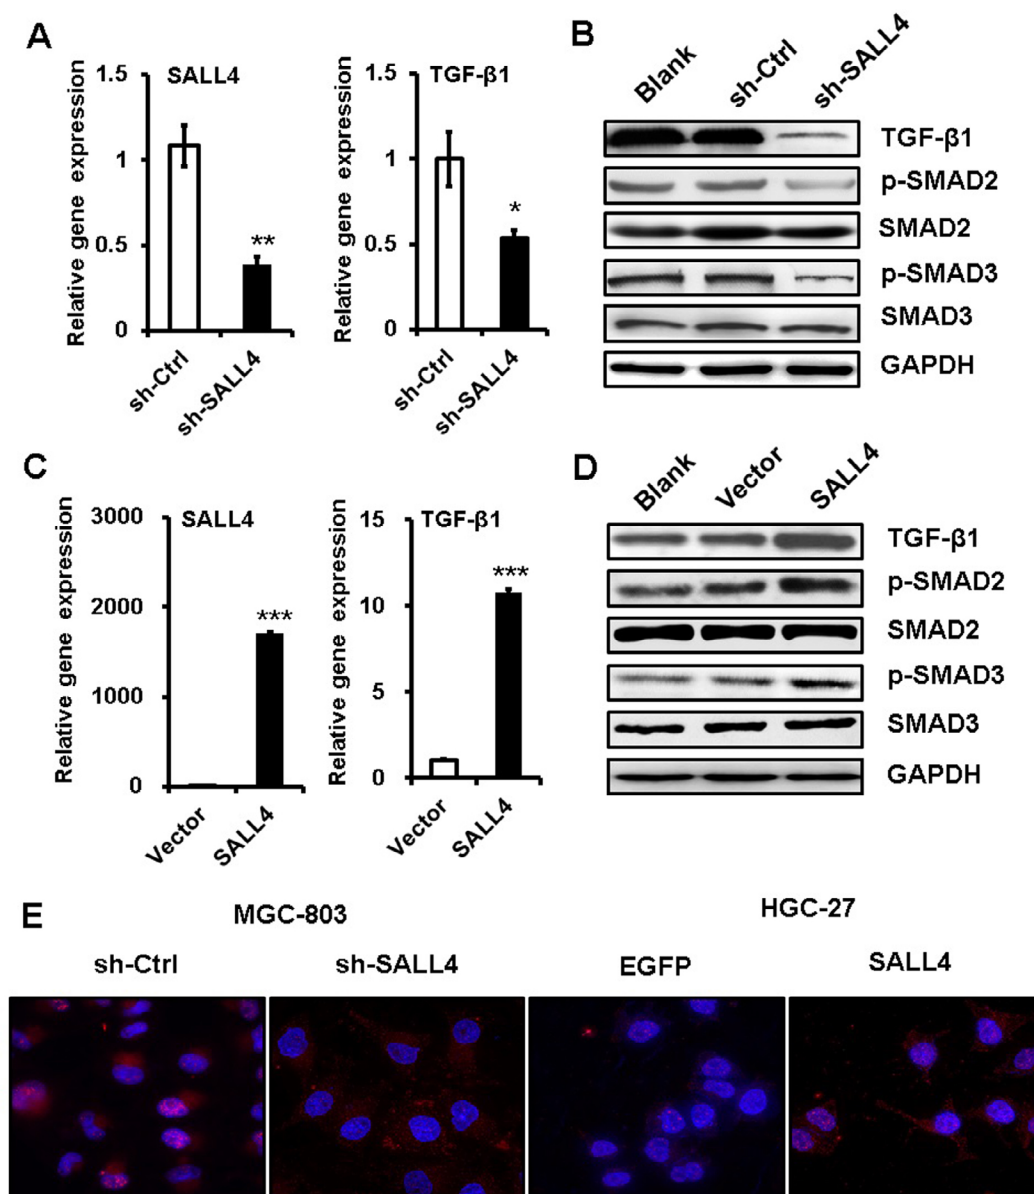 A
SALL4
Relative gene expression
1.5
1
0.5
0
**
sh-Ctrl
sh-SALL4
TGF-β1
Relative gene expression
1.5
1
0.5
0
*
sh-Ctrl
sh-SALL4
B
Blank
sh-Ctrl
sh-SALL4
TGF-β1
p-SMAD2
SMAD2
p-SMAD3
SMAD3
GAPDH
C
SALL4
Relative gene expression
3000
2000
1000
0
***
Vector
SALL4
TGF-β1
Relative gene expression
15
10
5
0
***
Vector
SALL4
D
Blank
Vector
SALL4
TGF-β1
p-SMAD2
SMAD2
p-SMAD3
SMAD3
GAPDH
E
MGC-803
HGC-27
sh-Ctrl
sh-SALL4
EGFP
SALL4